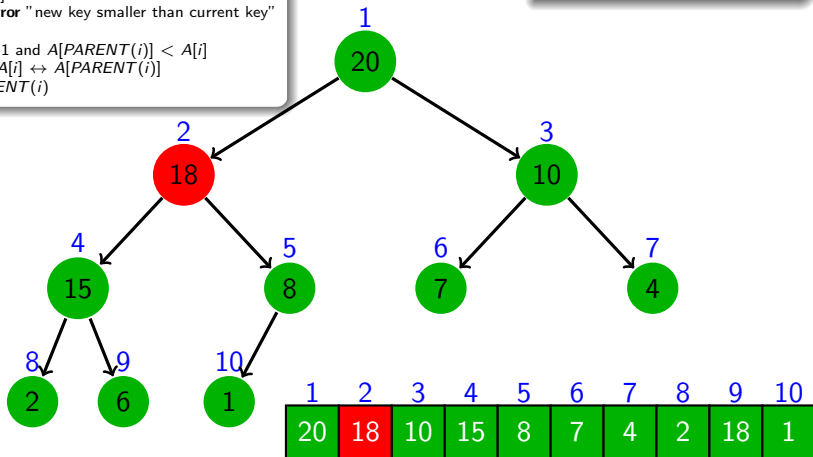 ror "new key smaller than current key"
1 and A[PARENT(i)] < A[i]
A[i] ↔ A[PARENT(i)]
ENT(i)
1
20
2 3
18 10
4 5 6 7
15 8 7 4
8 9 10
2 6 1
1 2 3 4 5 6 7 8 9 10
20 18 10 15 8 7 4 2 18 1